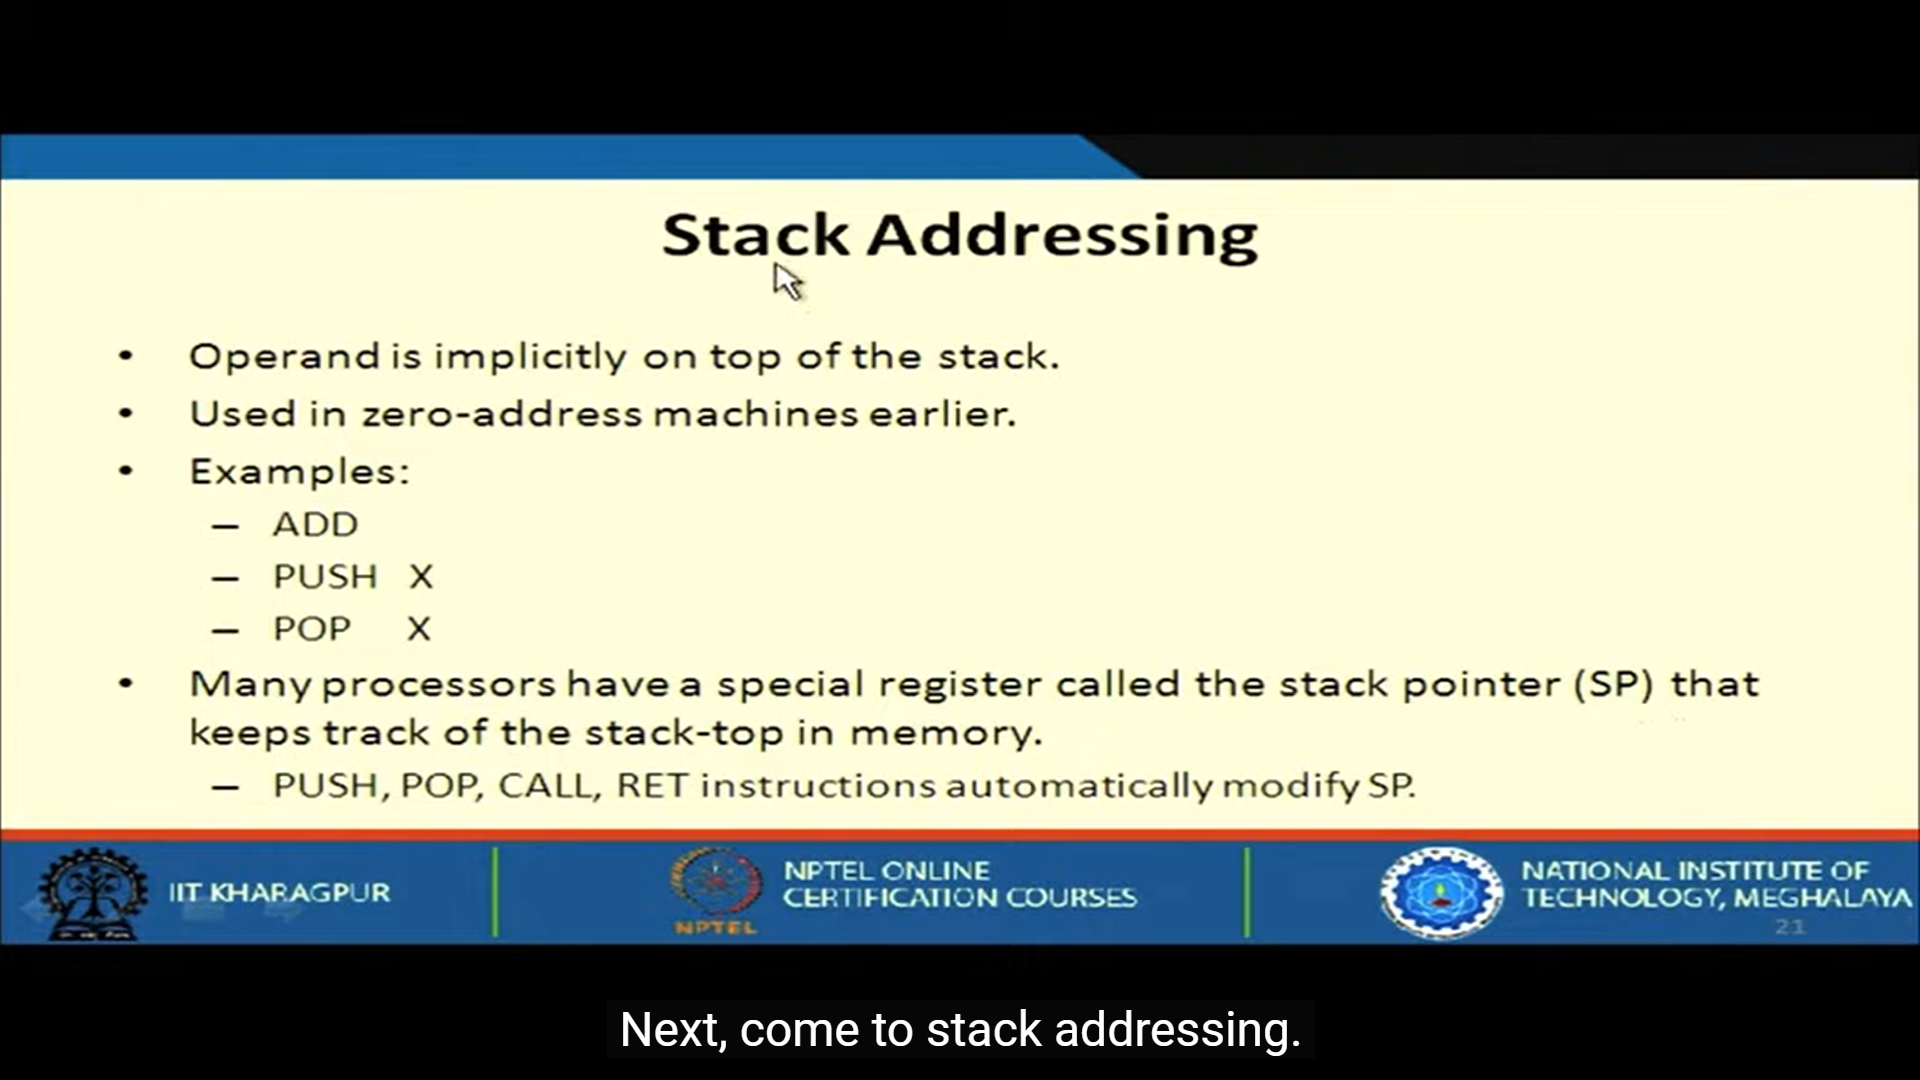 Stack Addressing
• Operand is implicitly on top of the stack.
• Used in zero-address machines earlier.
• Examples:
– ADD
– PUSH X
– POP X
• Many processors have a special register called the stack pointer (SP) that
keeps track of the stack-top in memory.
– PUSH, POP, CALL, RET instructions automatically modify SP.
IIT KHARAGPUR
NPTEL
NPTEL ONLINE
CERTIFICATION COURSES
NATIONAL INSTITUTE OF
TECHNOLOGY, MEGHALAYA
21
Next, come to stack addressing.